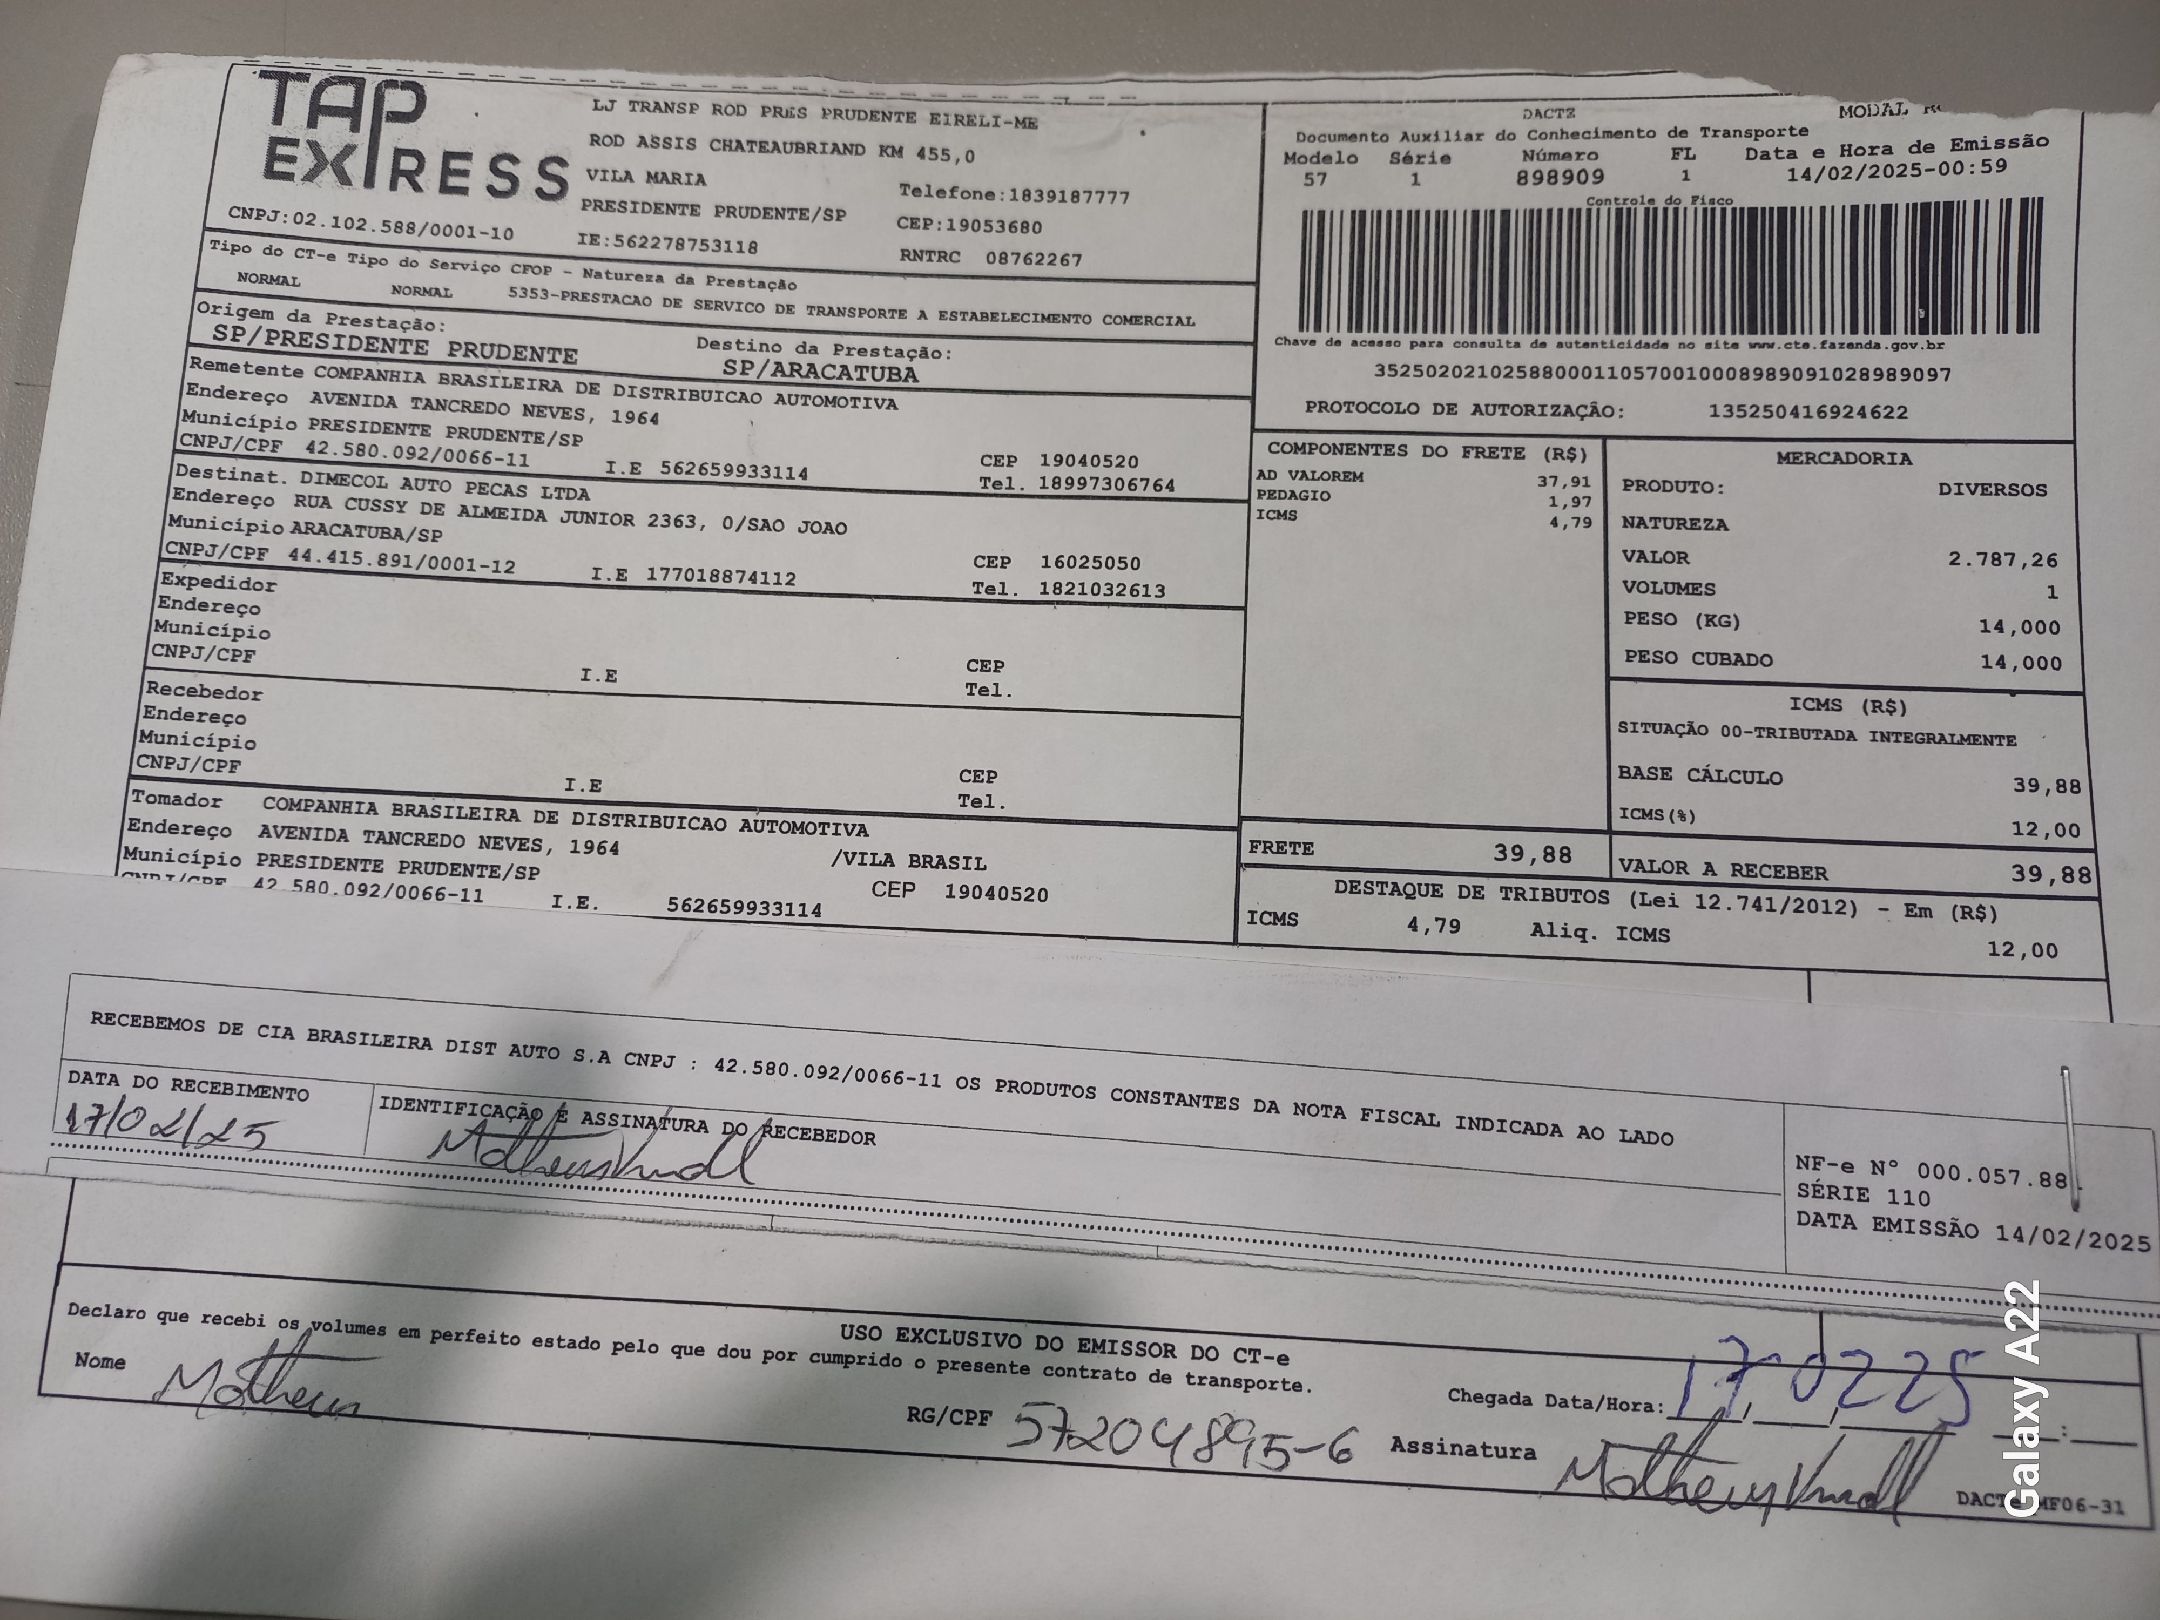 TAP
EXPRESS
CNPJ:02.102.588/0001-10
LJ TRANSP ROD PRES PRUDENTE EIRELI-ME
ROD ASSIS CHATEAUBRIAND KM 455,0
VILA MARIA
Telefone:1839187777
PRESIDENTE PRUDENTE/SP
CEP:19053680
IE:562278753118
RNTRC 08762267
DACTE
MODAL
Documento Auxiliar do Conhecimento de Transporte
Modelo Série Número FL Data e Hora de Emissão
57 1 898909 1 14/02/2025-00:59
Controle do Fisco
Chave de acesso para consulta de autenticidade no site www.cte.fazenda.gov.br
35250202102588000110570010008989091028989097
PROTOCOLO DE AUTORIZAÇÃO: 135250416924622
Tipo do CT-e Tipo do Serviço CFOP - Natureza da Prestação
NORMAL NORMAL 5353-PRESTACAO DE SERVICO DE TRANSPORTE A ESTABELECIMENTO COMERCIAL
Origem da Prestação: Destino da Prestação:
SP/PRESIDENTE PRUDENTE SP/ARACATUBA
Remetente COMPANHIA BRASILEIRA DE DISTRIBUICAO AUTOMOTIVA
Endereço AVENIDA TANCREDO NEVES, 1964
Município PRESIDENTE PRUDENTE/SP CEP 19040520
CNPJ/CPF 42.580.092/0066-11 I.E 562659933114 Tel. 18997306764
Destinat. DIMECOL AUTO PECAS LTDA
Endereço RUA CUSSY DE ALMEIDA JUNIOR 2363, 0/SAO JOAO
Município ARACATUBA/SP CEP 16025050
CNPJ/CPF 44.415.891/0001-12 I.E 177018874112 Tel. 1821032613
Expedidor
Endereço
Município CEP
CNPJ/CPF I.E Tel.
Recebedor
Endereço
Município CEP
CNPJ/CPF I.E Tel.
Tomador COMPANHIA BRASILEIRA DE DISTRIBUICAO AUTOMOTIVA
Endereço AVENIDA TANCREDO NEVES, 1964 /VILA BRASIL
Município PRESIDENTE PRUDENTE/SP CEP 19040520
CNPJ/CPF 42.580.092/0066-11 I.E. 562659933114
COMPONENTES DO FRETE (R$)
AD VALOREM 37,91
PEDAGIO 1,97
ICMS 4,79
MERCADORIA
PRODUTO: DIVERSOS
NATUREZA
VALOR 2.787,26
VOLUMES 1
PESO (KG) 14,000
PESO CUBADO 14,000
ICMS (R$)
SITUAÇÃO 00-TRIBUTADA INTEGRALMENTE
BASE CÁLCULO 39,88
ICMS(%) 12,00
FRETE 39,88 VALOR A RECEBER 39,88
DESTAQUE DE TRIBUTOS (Lei 12.741/2012) - Em (R$)
ICMS 4,79 Aliq. ICMS 12,00
RECEBEMOS DE CIA BRASILEIRA DIST AUTO S.A CNPJ : 42.580.092/0066-11 OS PRODUTOS CONSTANTES DA NOTA FISCAL INDICADA AO LADO
DATA DO RECEBIMENTO IDENTIFICAÇÃO E ASSINATURA DO RECEBEDOR
17/02/25 Matheus
NF-e Nº 000.057.88
SÉRIE 110
DATA EMISSÃO 14/02/2025
USO EXCLUSIVO DO EMISSOR DO CT-e
Declaro que recebi os volumes em perfeito estado pelo que dou por cumprido o presente contrato de transporte.
Nome Matheus
RG/CPF 57204895-6
Chegada Data/Hora: 17 02 25 :
Assinatura Matheus
MF06-31
Galaxy A22